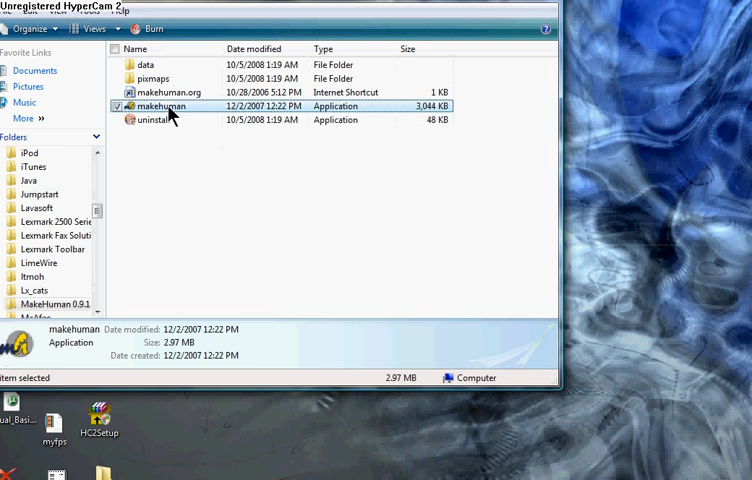 Unregistered HyperCam 2
Organize Views Burn
Favorite Links
Documents
Pictures
Music
More »
Folders
iPod
iTunes
Java
Jumpstart
Lavasoft
Lexmark 2500 Serie
Lexmark Fax Soluti
Lexmark Toolbar
LimeWire
ltmoh
Lx_cats
MakeHuman 0.9.1
Name Date modified Type Size
data 10/5/2008 1:19 AM File Folder
pixmaps 10/5/2008 1:19 AM File Folder
makehuman.org 10/28/2006 5:12 PM Internet Shortcut 1 KB
makehuman 12/2/2007 12:22 PM Application 3,044 KB
uninstall 10/5/2008 1:19 AM Application 48 KB
makehuman Date modified: 12/2/2007 12:22 PM
Application Size: 2.97 MB
Date created: 12/2/2007 12:22 PM
item selected 2.97 MB Computer
ual_Basi...
myfps
HC2Setup